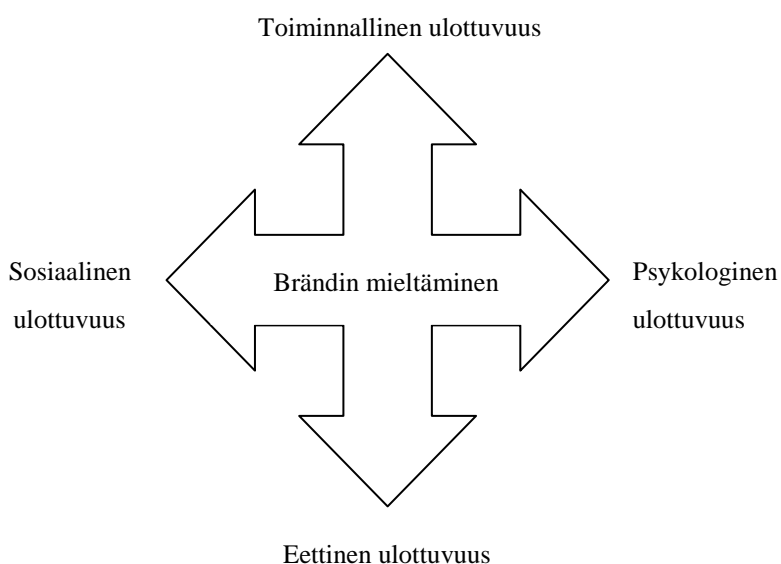 Toiminnallinen ulottuvuus
Sosiaalinen
ulottuvuus
Brändin mieltäminen
Psykologinen
ulottuvuus
Eettinen ulottuvuus